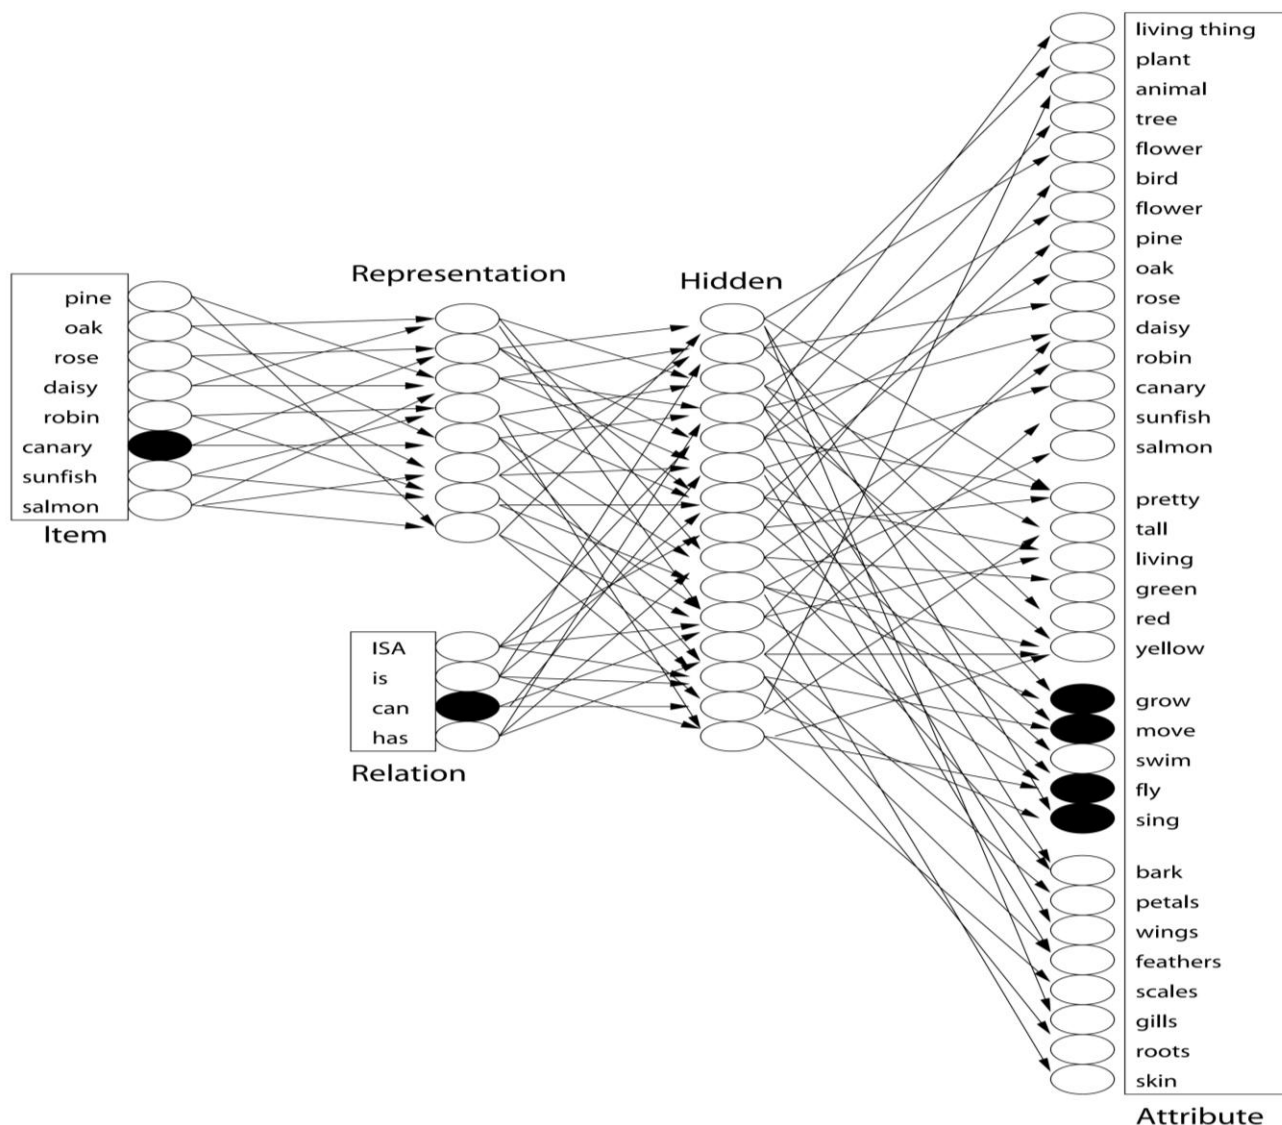 pine
oak
rose
daisy
robin
canary
sunfish
salmon
Item
Representation
ISA
is
can
has
Relation
Hidden
living thing
plant
animal
tree
flower
bird
flower
pine
oak
rose
daisy
robin
canary
sunfish
salmon
pretty
tall
living
green
red
yellow
grow
move
swim
fly
sing
bark
petals
wings
feathers
scales
gills
roots
skin
Attribute